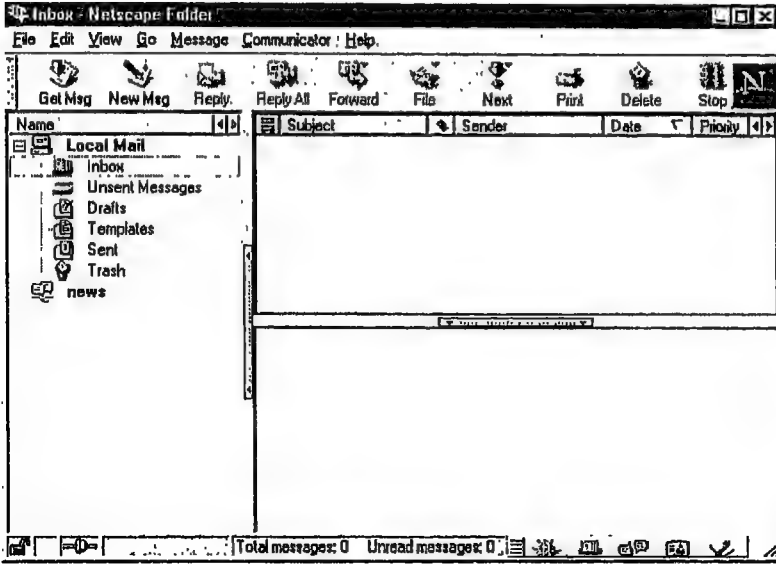 Inbox - Netscape Folder
File Edit View Go Message Communicator Help
Get Msg New Msg Reply Reply All Forward File Next Print Delete Stop N
Name Subject Sender Date Priority
Local Mail
Inbox
Unsent Messages
Drafts
Templates
Sent
Trash
news
Total messages: 0 Unread messages: 0